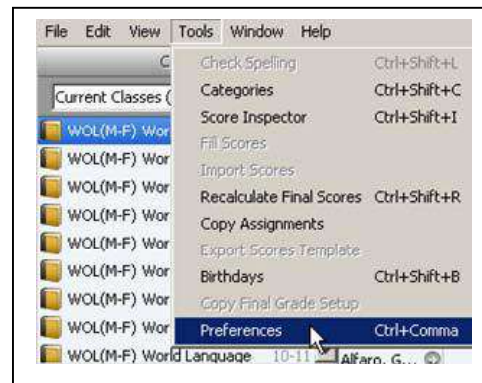 File Edit View Tools Window Help
C
Check Spelling Ctrl+Shift+L
Current Classes (
Categories Ctrl+Shift+C
Score Inspector Ctrl+Shift+I
WOL(M-F) Wor
Fill Scores
WOL(M-F) Wor
Import Scores
WOL(M-F) Wor
Recalculate Final Scores Ctrl+Shift+R
WOL(M-F) Wor
Copy Assignments
WOL(M-F) Wor
Export Scores Template
WOL(M-F) Wor
Birthdays Ctrl+Shift+B
WOL(M-F) Wor
Copy Final Grade Setup
WOL(M-F) Wor
Preferences Ctrl+Comma
WOL(M-F) World Language 10-11 Alfaro, G...